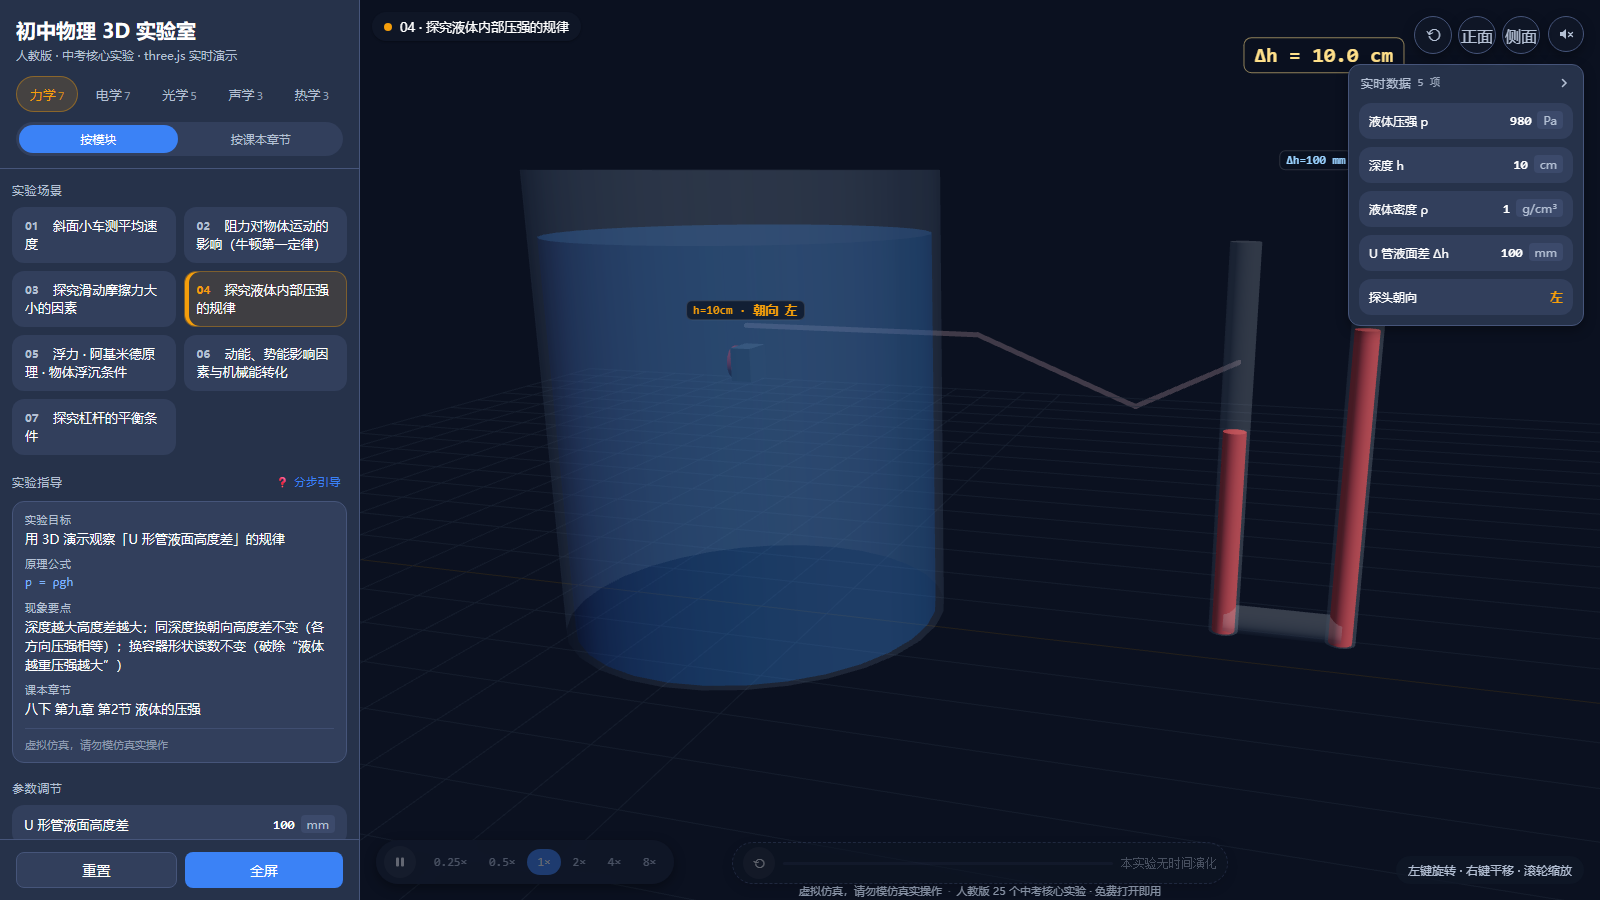 初中物理 3D 实验室
人教版 · 中考核心实验 · three.js 实时演示
力学 7
电学 7
光学 5
声学 3
热学 3
按模块
按课本章节
实验场景
01 斜面小车测平均速
度
02 阻力对物体运动的
影响（牛顿第一定律）
03 探究滑动摩擦力大
小的因素
04 探究液体内部压强
的规律
05 浮力 · 阿基米德原
理 · 物体浮沉条件
06 动能、势能影响因
素与机械能转化
07 探究杠杆的平衡条
件
实验指导
❓ 分步引导
实验目标
用 3D 演示观察「U 形管液面高度差」的规律
原理公式
p = ρgh
现象要点
深度越大高度差越大；同深度换朝向高度差不变（各
方向压强相等）；换容器形状读数不变（破除“液体
越重压强越大”）
课本章节
八下 第九章 第2节 液体的压强
虚拟仿真，请勿模仿真实操作
参数调节
U 形管液面高度差 100 mm
重置
全屏
04 · 探究液体内部压强的规律
Δh = 10.0 cm
正面
侧面
实时数据 5 项
液体压强 p 980 Pa
深度 h 10 cm
液体密度 ρ 1 g/cm³
U 管液面差 Δh 100 mm
探头朝向 左
Δh=100 mm
h=10cm · 朝向 左
0.25×
0.5×
1×
2×
4×
8×
本实验无时间演化
虚拟仿真，请勿模仿真实操作 · 人教版 25 个中考核心实验 · 免费打开即用
左键旋转 · 右键平移 · 滚轮缩放